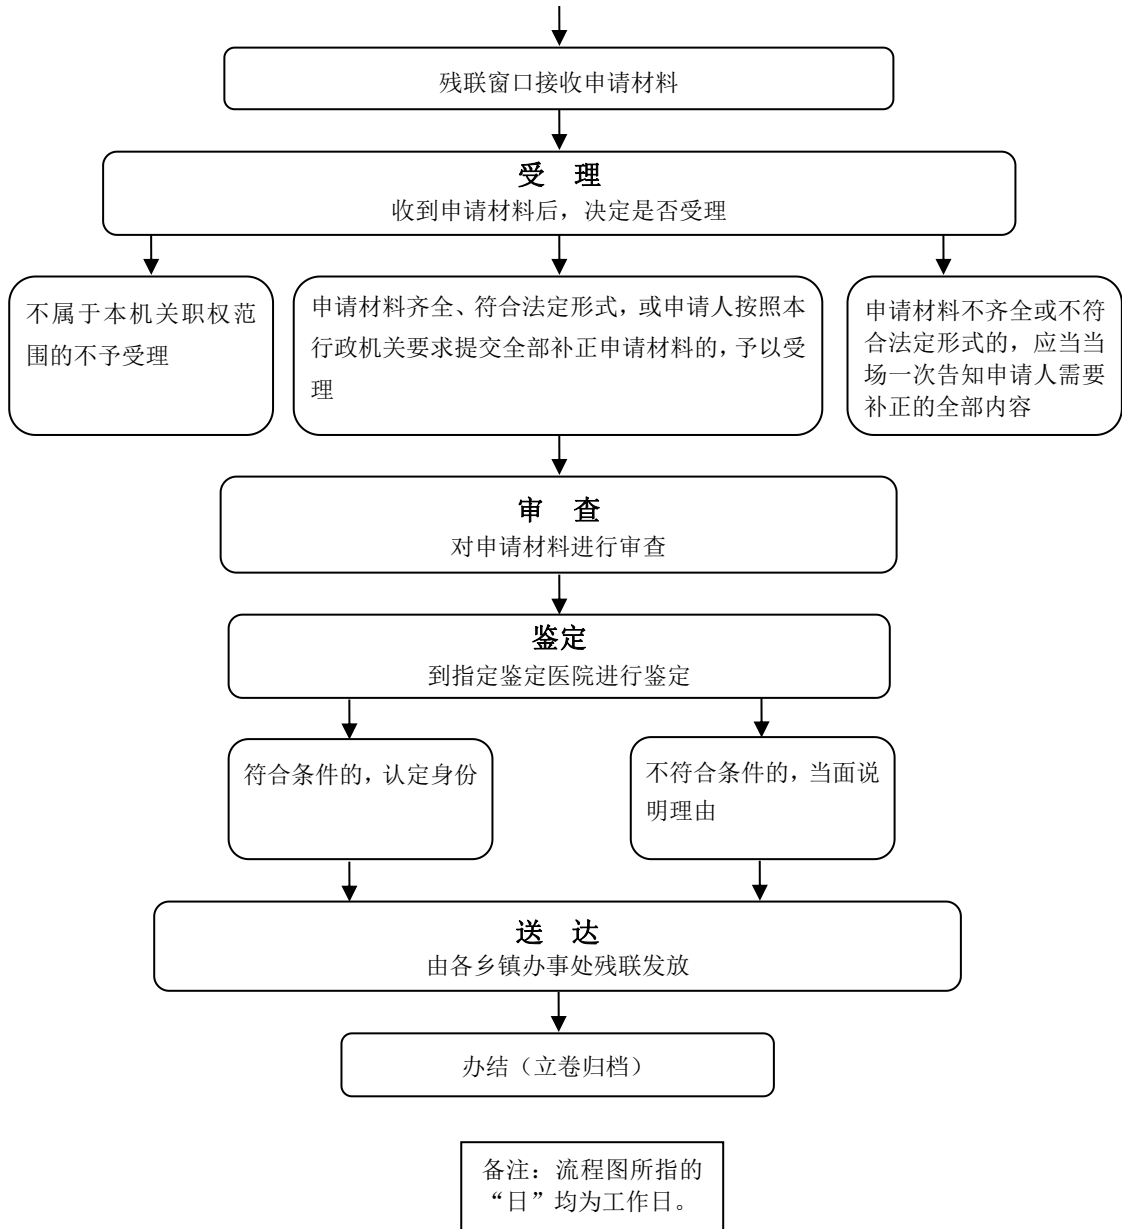 残联窗口接收申请材料
受 理
收到申请材料后，决定是否受理
不属于本机关职权范
围的不予受理
申请材料齐全、符合法定形式，或申请人按照本
行政机关要求提交全部补正申请材料的，予以受
理
申请材料不齐全或不符
合法定形式的，应当当
场一次告知申请人需要
补正的全部内容
审 查
对申请材料进行审查
鉴定
到指定鉴定医院进行鉴定
符合条件的，认定身份
不符合条件的，当面说
明理由
送 达
由各乡镇办事处残联发放
办结（立卷归档）
备注：流程图所指的
“日”均为工作日。